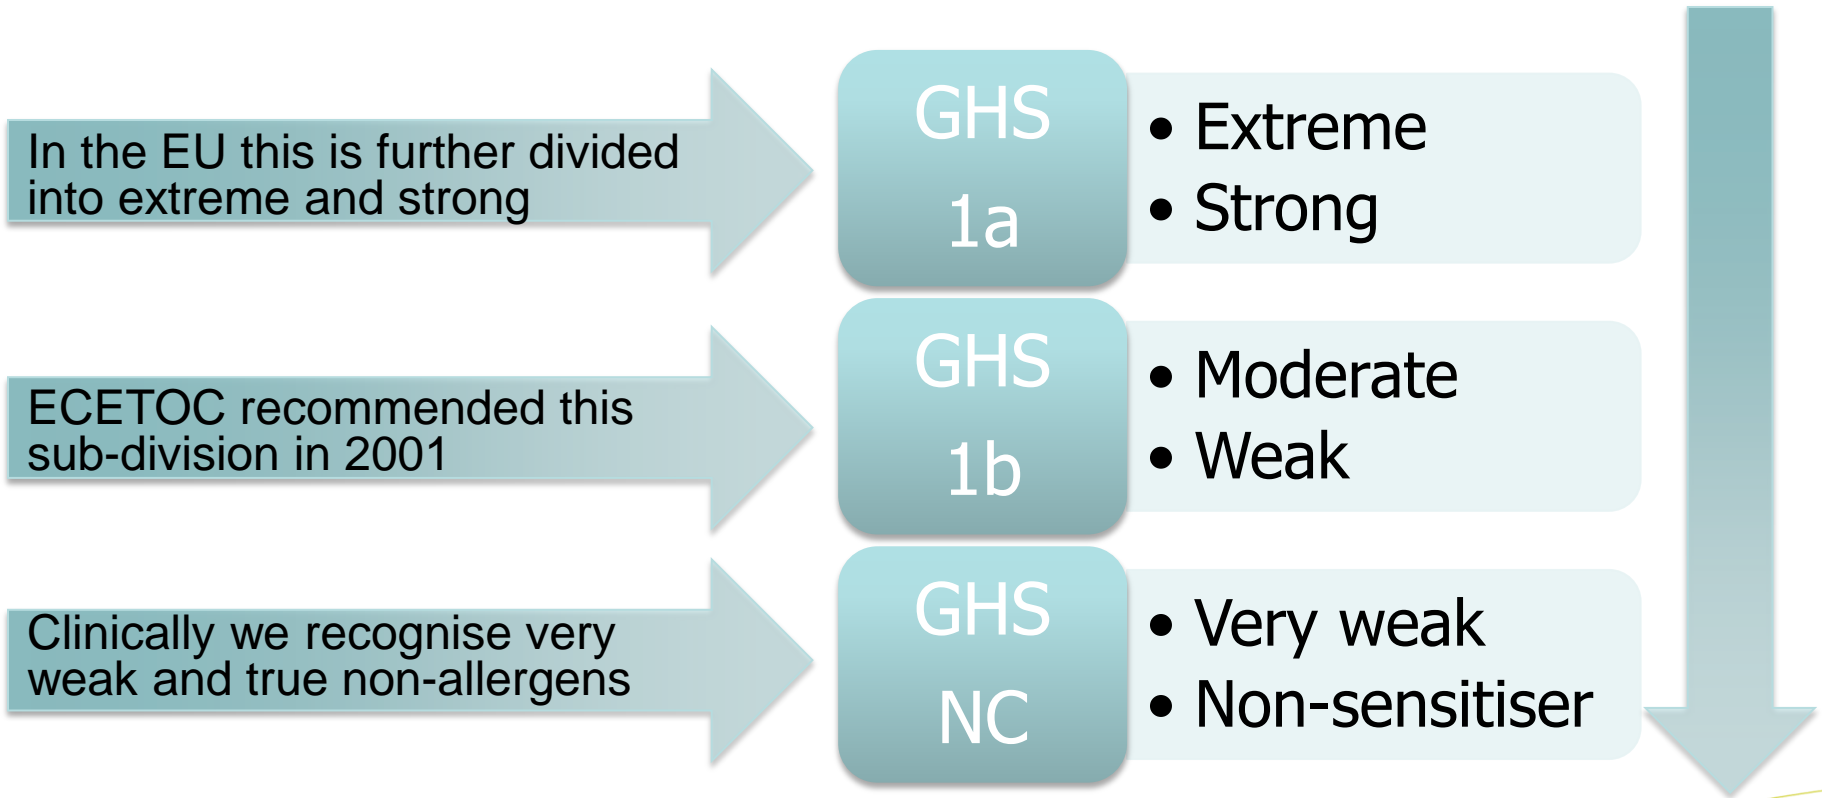 In the EU this is further divided
into extreme and strong
GHS
1a
• Extreme
• Strong
ECETOC recommended this
sub-division in 2001
GHS
1b
• Moderate
• Weak
Clinically we recognise very
weak and true non-allergens
GHS
NC
• Very weak
• Non-sensitiser